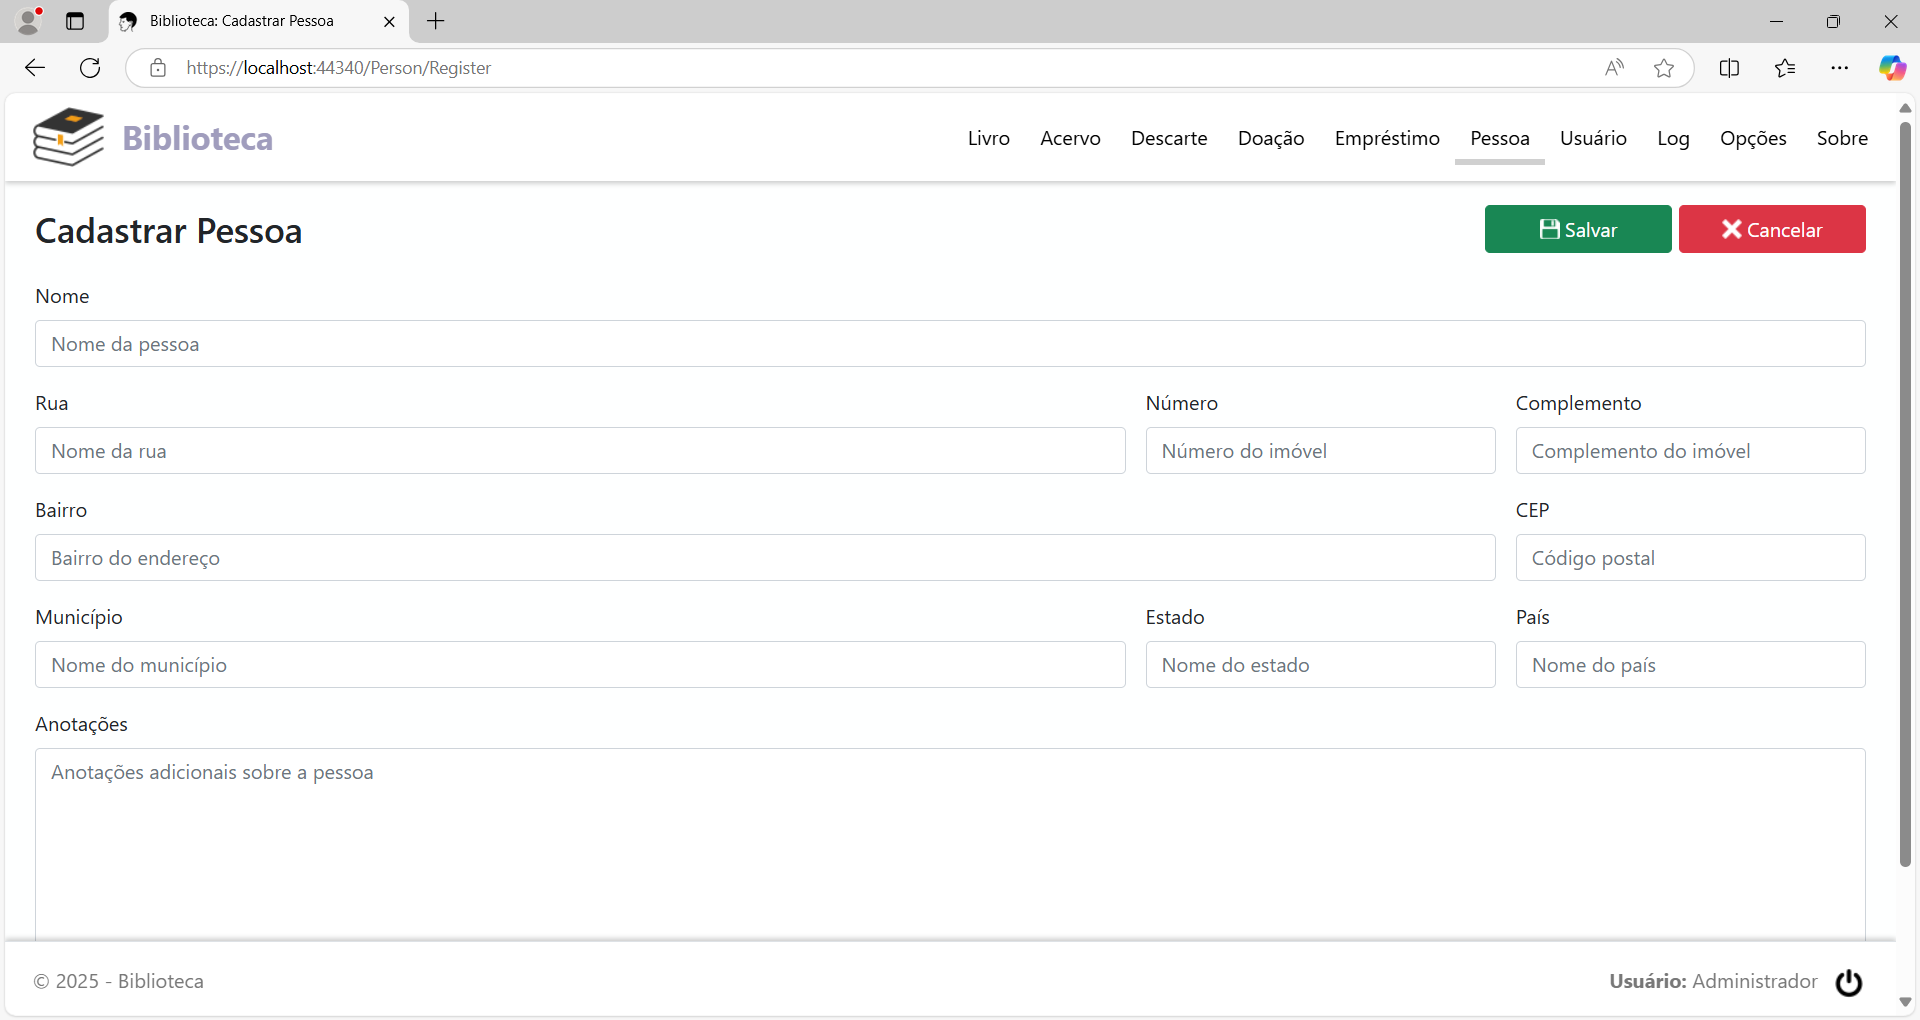 Biblioteca: Cadastrar Pessoa
https://localhost:44340/Person/Register
Biblioteca
Livro Acervo Descarte Doação Empréstimo Pessoa Usuário Log Opções Sobre
Cadastrar Pessoa
Salvar Cancelar
Nome
Nome da pessoa
Rua Número Complemento
Nome da rua Número do imóvel Complemento do imóvel
Bairro CEP
Bairro do endereço Código postal
Município Estado País
Nome do município Nome do estado Nome do país
Anotações
Anotações adicionais sobre a pessoa
© 2025 - Biblioteca Usuário: Administrador